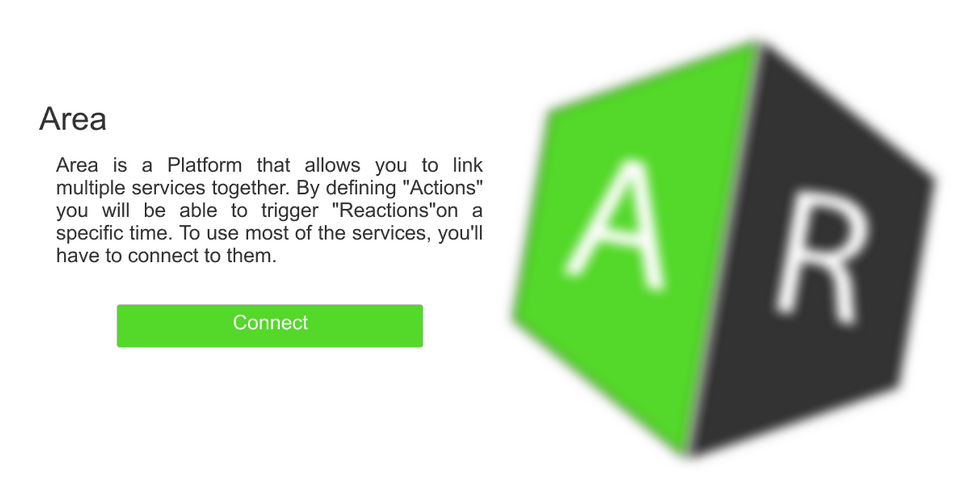 Area
Area is a Platform that allows you to link
multiple services together. By defining "Actions"
you will be able to trigger "Reactions"on a
specific time. To use most of the services, you'll
have to connect to them.
Connect
A R